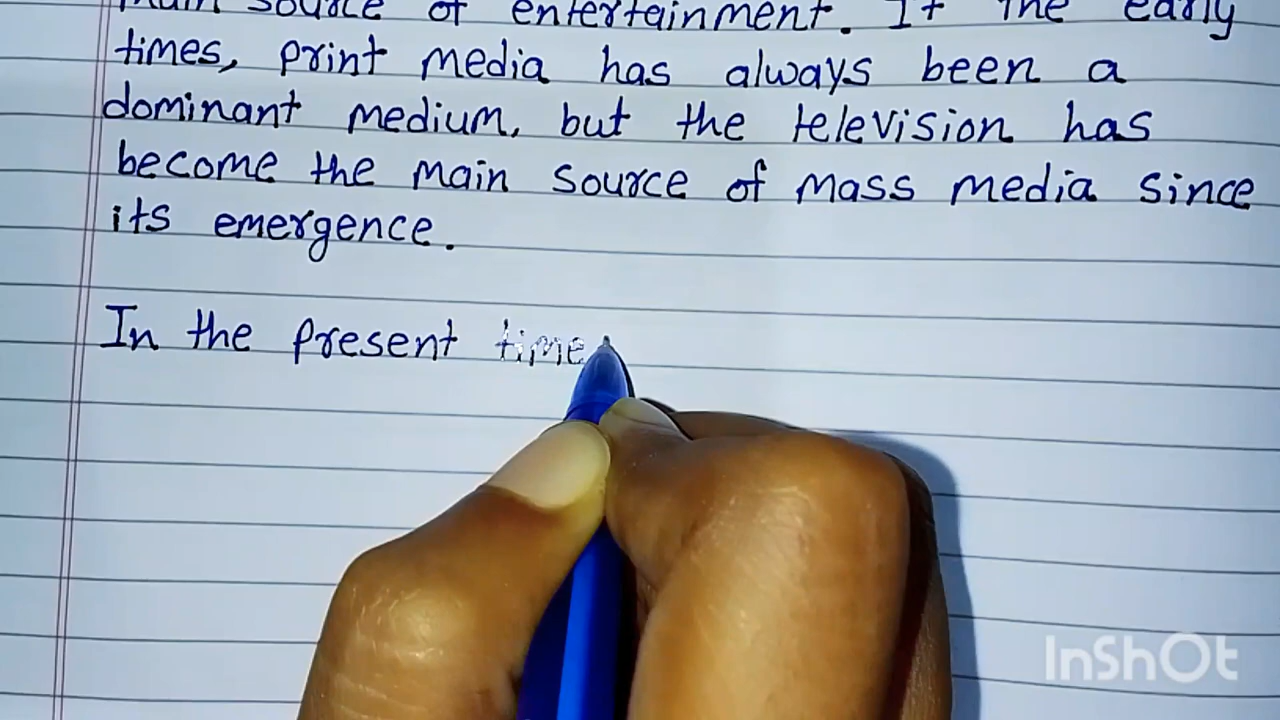 main source of entertainment. If the early
times, print media has always been a
dominant medium, but the television has
become the main source of mass media since
its emergence.
In the present time
InShOt